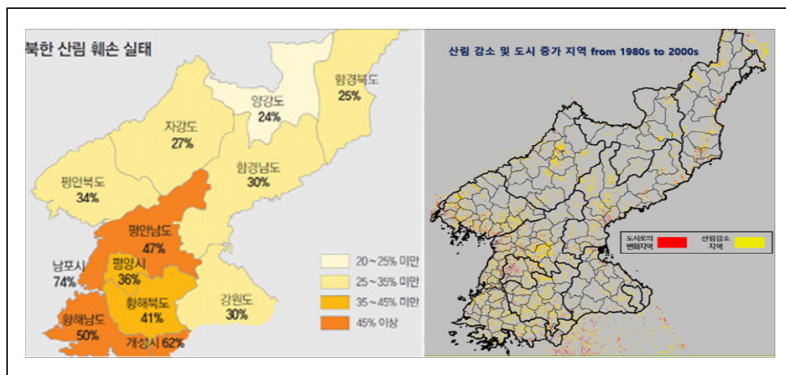 북한 산림 훼손 실태
함경북도
25%
양강도
24%
자강도
27%
함경남도
30%
평안북도
34%
평안남도
47%
남포시
74%
평양시
36%
황해북도
41%
강원도
30%
황해남도
50%
개성시 62%
20~25% 미만
25~35% 미만
35~45% 미만
45% 이상
산림 감소 및 도시 증가 지역 from 1980s to 2000s
도시로의
변화지역
산림감소
지역